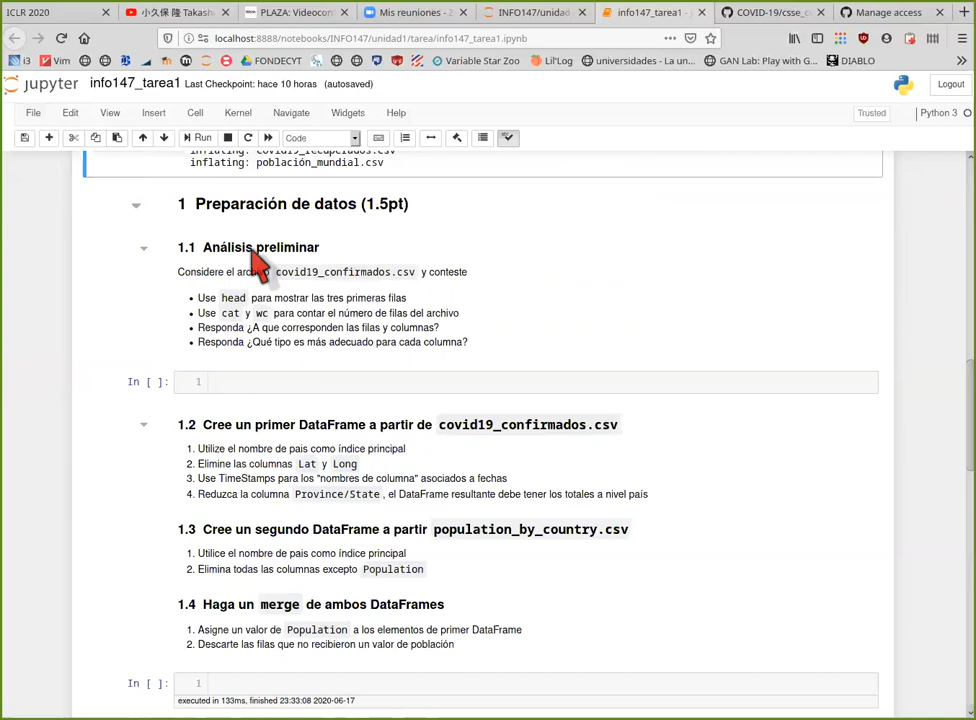 ICLR 2020
小久保 隆 Takash
PLAZA: Videoconf
Mis reuniones - Z
INFO147/unidad
info147_tarea1 - J
COVID-19/csse_c
Manage access
localhost:8888/notebooks/INFO147/unidad1/tarea/info147_tarea1.ipynb
i3
Vim
FONDECYT
Variable Star Zoo
Lil'Log
universidades - La un...
GAN Lab: Play with G...
DIABLO
jupyter info147_tarea1 Last Checkpoint: hace 10 horas (autosaved)
Logout
File Edit View Insert Cell Kernel Navigate Widgets Help
Trusted
Python 3
Run
Code
inflating: covid19_recuperados.csv
inflating: población_mundial.csv
1 Preparación de datos (1.5pt)
1.1 Análisis preliminar
Considere el archivo covid19_confirmados.csv y conteste
• Use head para mostrar las tres primeras filas
• Use cat y wc para contar el número de filas del archivo
• Responda ¿A que corresponden las filas y columnas?
• Responda ¿Qué tipo es más adecuado para cada columna?
In [ ]: 1
1.2 Cree un primer DataFrame a partir de covid19_confirmados.csv
1. Utilize el nombre de pais como índice principal
2. Elimine las columnas Lat y Long
3. Use TimeStamps para los "nombres de columna" asociados a fechas
4. Reduzca la columna Province/State, el DataFrame resultante debe tener los totales a nivel país
1.3 Cree un segundo DataFrame a partir population_by_country.csv
1. Utilice el nombre de pais como índice principal
2. Elimina todas las columnas excepto Population
1.4 Haga un merge de ambos DataFrames
1. Asigne un valor de Population a los elementos de primer DataFrame
2. Descarte las filas que no recibieron un valor de población
In [ ]: 1
executed in 133ms, finished 23:33:08 2020-06-17